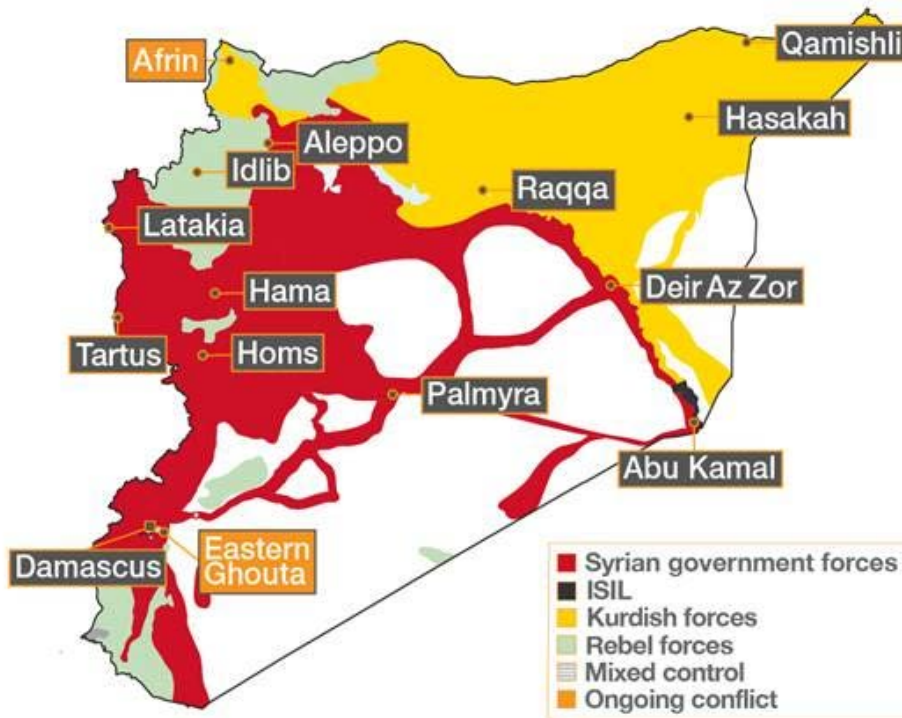 Qamishli
Afrin
Hasakah
Aleppo
Idlib
Raqqa
Latakia
Hama
Deir Az Zor
Tartus
Homs
Palmyra
Abu Kamal
Eastern
Ghouta
Damascus
Syrian government forces
ISIL
Kurdish forces
Rebel forces
Mixed control
Ongoing conflict